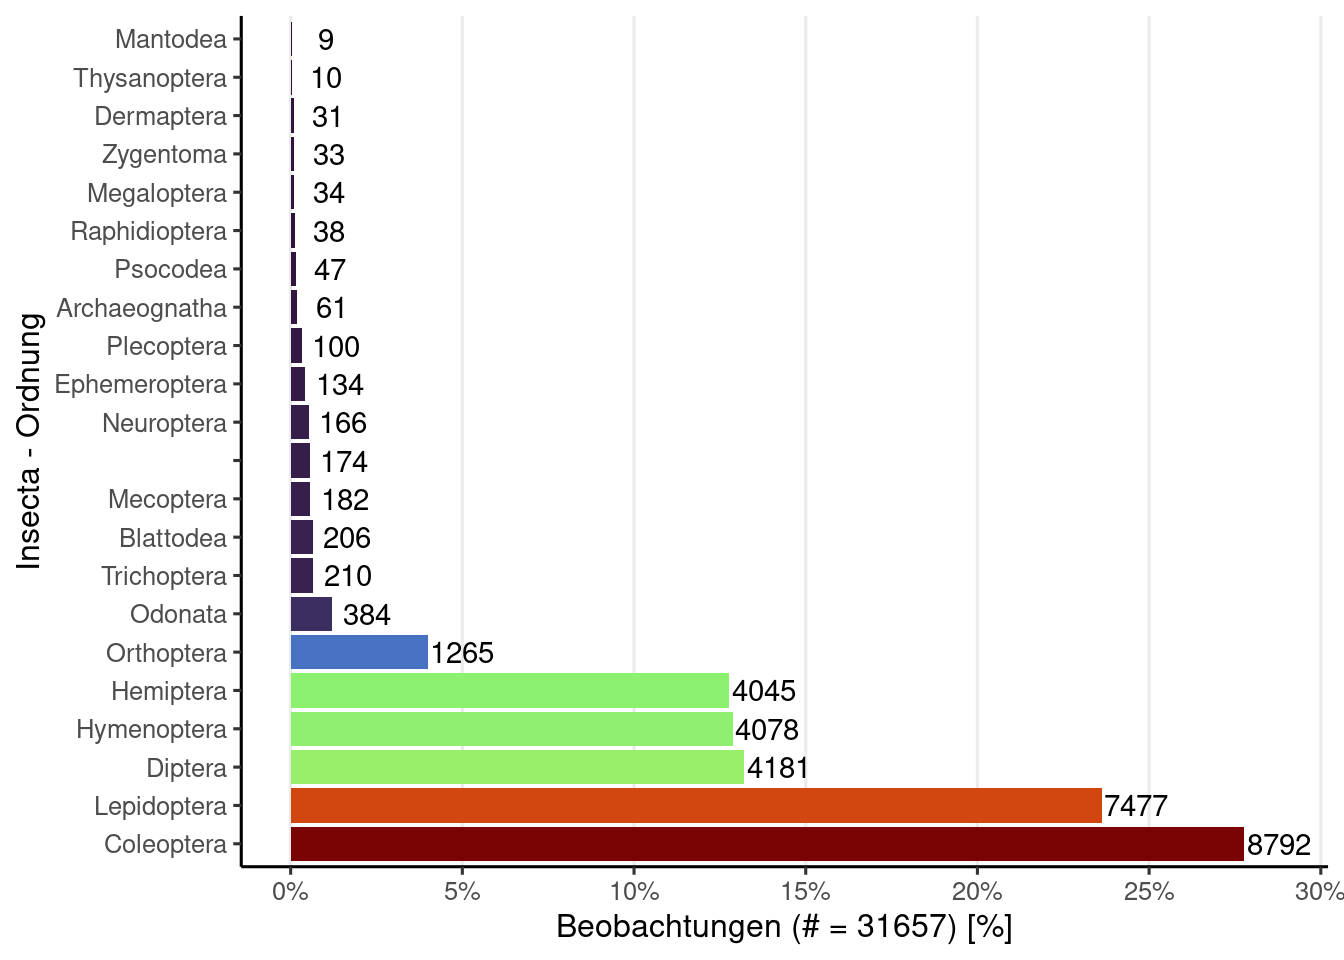 Insecta - Ordnung
Mantodea 9
Thysanoptera 10
Dermaptera 31
Zygentoma 33
Megaloptera 34
Raphidioptera 38
Psocodea 47
Archaeognatha 61
Plecoptera 100
Ephemeroptera 134
Neuroptera 166
174
Mecoptera 182
Blattodea 206
Trichoptera 210
Odonata 384
Orthoptera 1265
Hemiptera 4045
Hymenoptera 4078
Diptera 4181
Lepidoptera 7477
Coleoptera 8792
0% 5% 10% 15% 20% 25% 30%
Beobachtungen (# = 31657) [%]